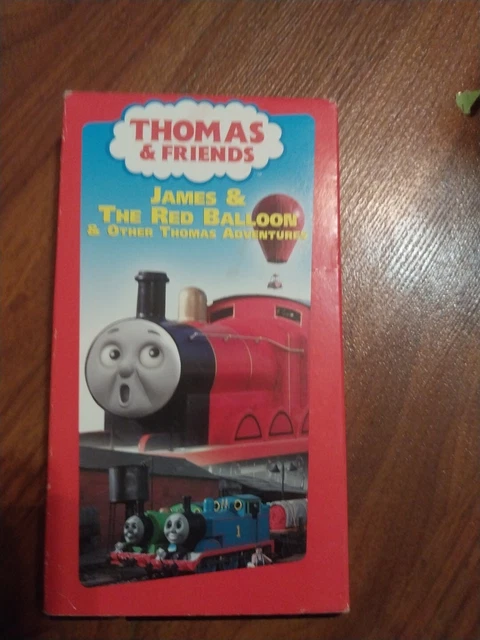 THOMAS
& FRIENDS
JAMES &
THE RED BALLOON
& OTHER THOMAS ADVENTURES
1